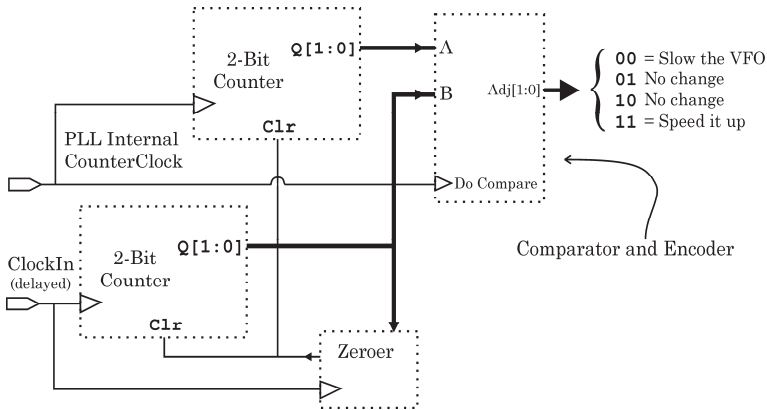 2-Bit
Counter
Q[1:0]
Clr
PLL Internal
CounterClock
A
B
Adj[1:0]
Do Compare
00 = Slow the VFO
01 No change
10 No change
11 = Speed it up
Comparator and Encoder
ClockIn
(delayed)
2-Bit
Counter
Q[1:0]
Clr
Zeroer